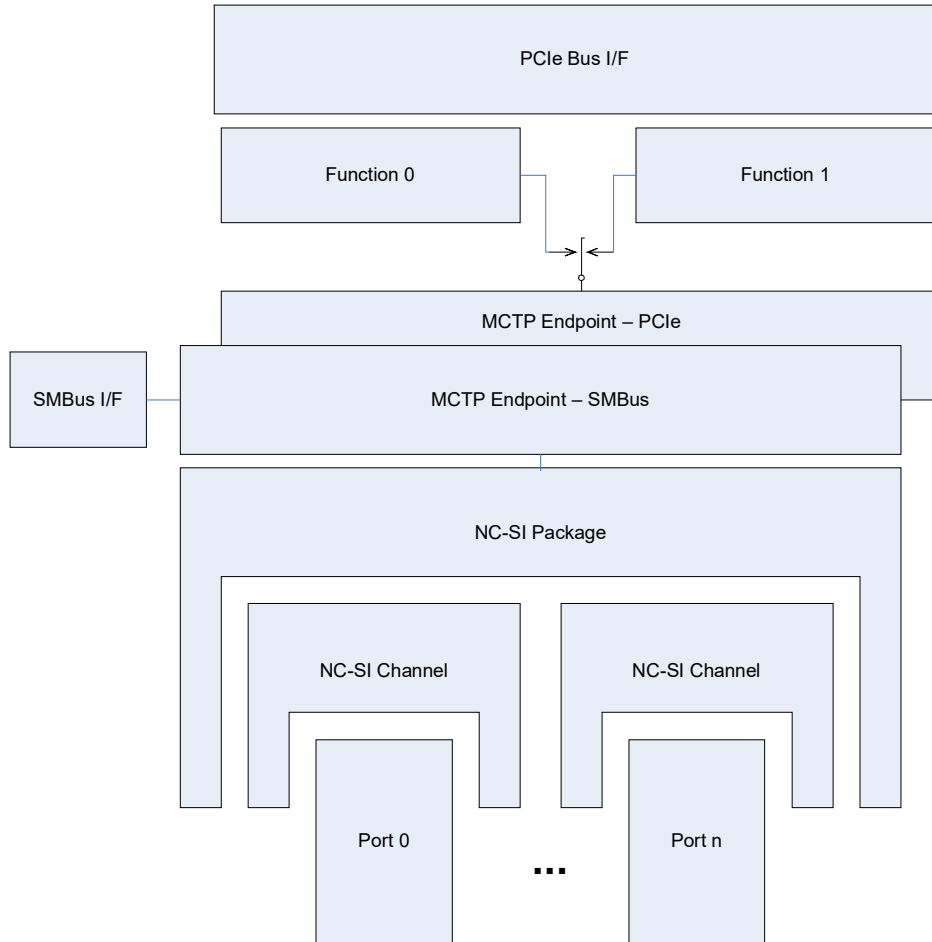 PCIe Bus I/F
Function 0
Function 1
MCTP Endpoint – PCIe
SMBus I/F
MCTP Endpoint – SMBus
NC-SI Package
NC-SI Channel
NC-SI Channel
Port 0
...
Port n